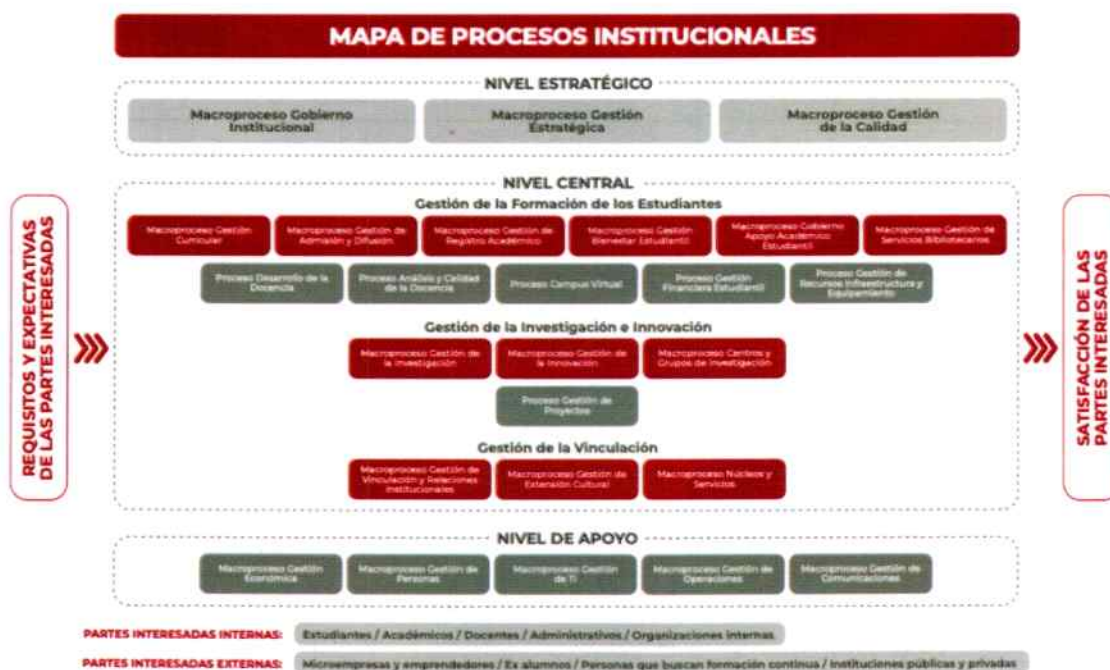 MAPA DE PROCESOS INSTITUCIONALES
NIVEL ESTRATÉGICO
Macroproceso Gobierno
Institucional
Macroproceso Gestión
Estratégica
Macroproceso Gestión
de la Calidad
REQUISITOS Y EXPECTATIVAS
DE LAS PARTES INTERESADAS
NIVEL CENTRAL
Gestión de la Formación de los Estudiantes
Macroproceso Gestión
Curricular
Macroproceso Gestión de
Admisión y Difusión
Macroproceso Gestión de
Registro Académico
Macroproceso Gestión
Bienestar Estudiantil
Macroproceso Gobierno
Apoyo Académico
Estudiantil
Macroproceso Gestión de
Servicios Bibliotecarios
Proceso Desarrollo de la
Docencia
Proceso Análisis y Calidad
de la Docencia
Proceso Campus Virtual
Proceso Gestión
Financiera Estudiantil
Proceso Gestión de
Recursos Infraestructura y
Equipamiento
Gestión de la Investigación e Innovación
Macroproceso Gestión de
la Investigación
Macroproceso Gestión de
la Innovación
Macroproceso Centros y
Grupos de Investigación
Proceso Gestión de
Proyectos
Gestión de la Vinculación
Macroproceso Gestión de
Vinculación y Relaciones
Institucionales
Macroproceso Gestión de
Extensión Cultural
Macroproceso Núcleos y
Servicios
SATISFACCIÓN DE LAS
PARTES INTERESADAS
NIVEL DE APOYO
Macroproceso Gestión
Económica
Macroproceso Gestión de
Personas
Macroproceso Gestión
de TI
Macroproceso Gestión de
Operaciones
Macroproceso Gestión de
Comunicaciones
PARTES INTERESADAS INTERNAS: Estudiantes / Académicos / Docentes / Administrativos / Organizaciones internas
PARTES INTERESADAS EXTERNAS: Microempresas y emprendedores / Ex alumnos / Personas que buscan formación continua / Instituciones públicas y privadas